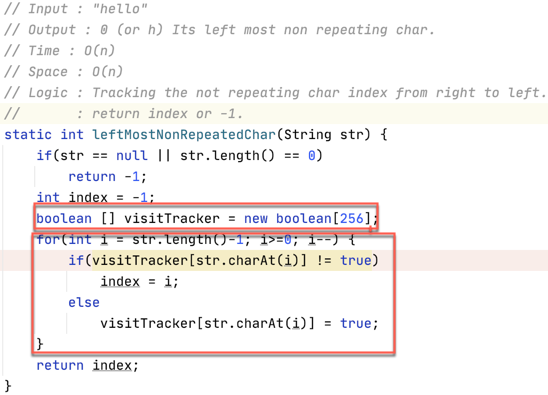 // Input : "hello"
// Output : 0 (or h) Its left most non repeating char.
// Time : O(n)
// Space : O(n)
// Logic : Tracking the not repeating char index from right to left.
//       : return index or -1.
static int leftMostNonRepeatedChar(String str) {
    if(str == null || str.length() == 0)
        return -1;
    int index = -1;
    boolean [] visitTracker = new boolean[256];
    for(int i = str.length()-1; i>=0; i--) {
        if(visitTracker[str.charAt(i)] != true)
            index = i;
        else
            visitTracker[str.charAt(i)] = true;
    }
    return index;
}